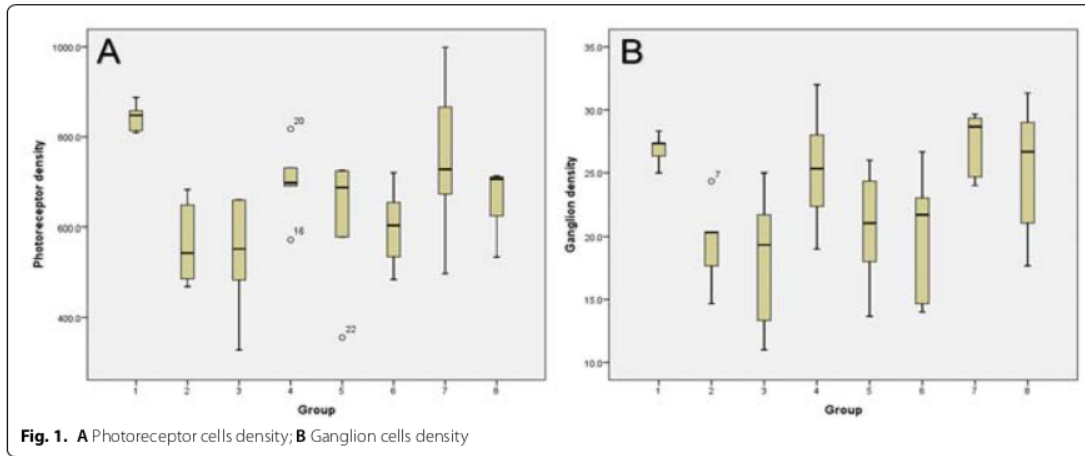 A
1000.0
800.0
600.0
400.0
Photoreceptor density
20
16
22
1 2 3 4 5 6 7 8
Group
B
35.0
30.0
25.0
20.0
15.0
10.0
Ganglion density
7
1 2 3 4 5 6 7 8
Group
Fig. 1. A Photoreceptor cells density; B Ganglion cells density